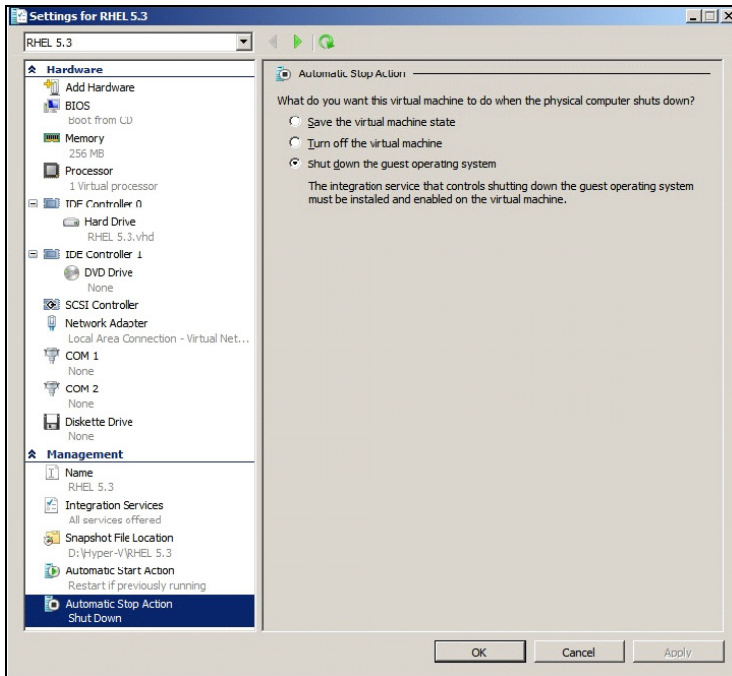 Settings for RHEL 5.3
RHEL 5.3
Hardware
Add Hardware
BIOS
Boot from CD
Memory
256 MB
Processor
1 Virtual processor
IDE Controller 0
Hard Drive
RHEL 5.3.vhd
IDE Controller 1
DVD Drive
None
SCSI Controller
Network Adapter
Local Area Connection - Virtual Net...
COM 1
None
COM 2
None
Diskette Drive
None
Management
Name
RHEL 5.3
Integration Services
All services offered
Snapshot File Location
D:\Hyper-V\RHEL 5.3
Automatic Start Action
Restart if previously running
Automatic Stop Action
Shut Down
Automatic Stop Action
What do you want this virtual machine to do when the physical computer shuts down?
Save the virtual machine state
Turn off the virtual machine
Shut down the guest operating system
The integration service that controls shutting down the guest operating system
must be installed and enabled on the virtual machine.
OK
Cancel
Apply